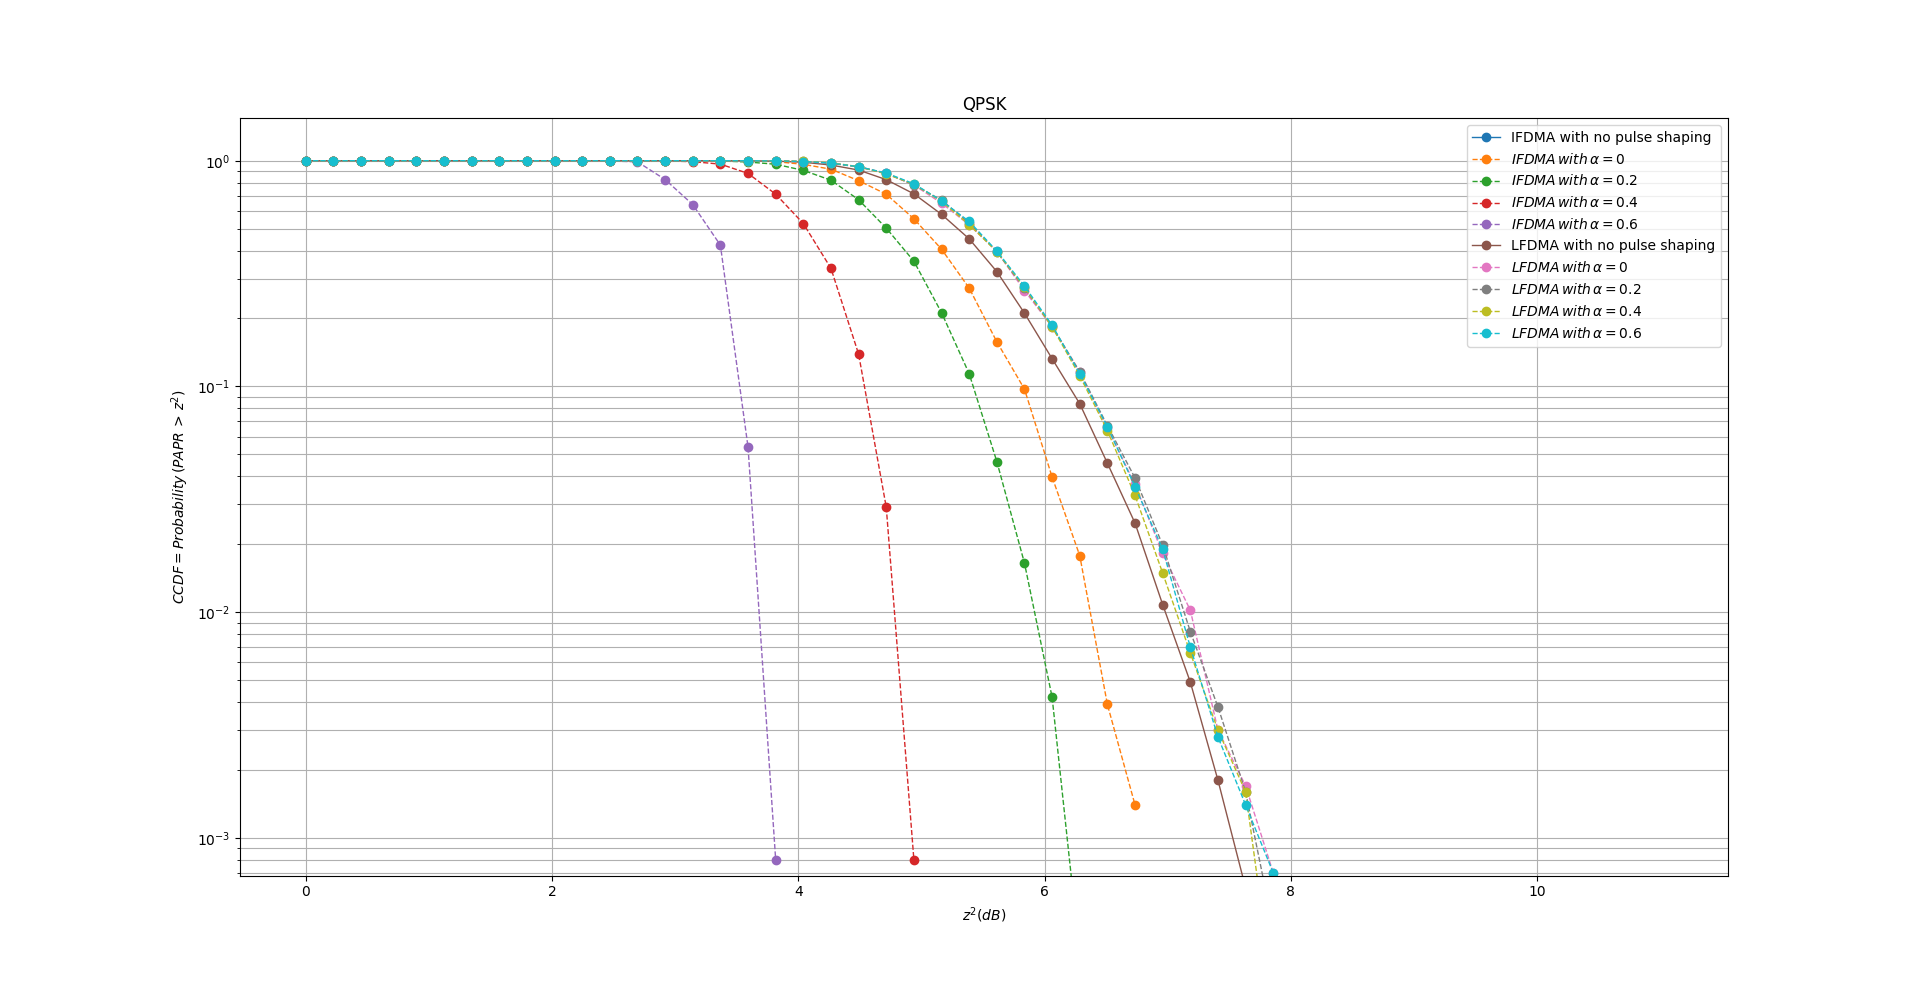 QPSK
IFDMA with no pulse shaping
IFDMA with α = 0
IFDMA with α = 0.2
IFDMA with α = 0.4
IFDMA with α = 0.6
LFDMA with no pulse shaping
LFDMA with α = 0
LFDMA with α = 0.2
LFDMA with α = 0.4
LFDMA with α = 0.6
10⁰
10⁻¹
10⁻²
10⁻³
CCDF = Probability (PAPR > z²)
0 2 4 6 8 10
z²(dB)